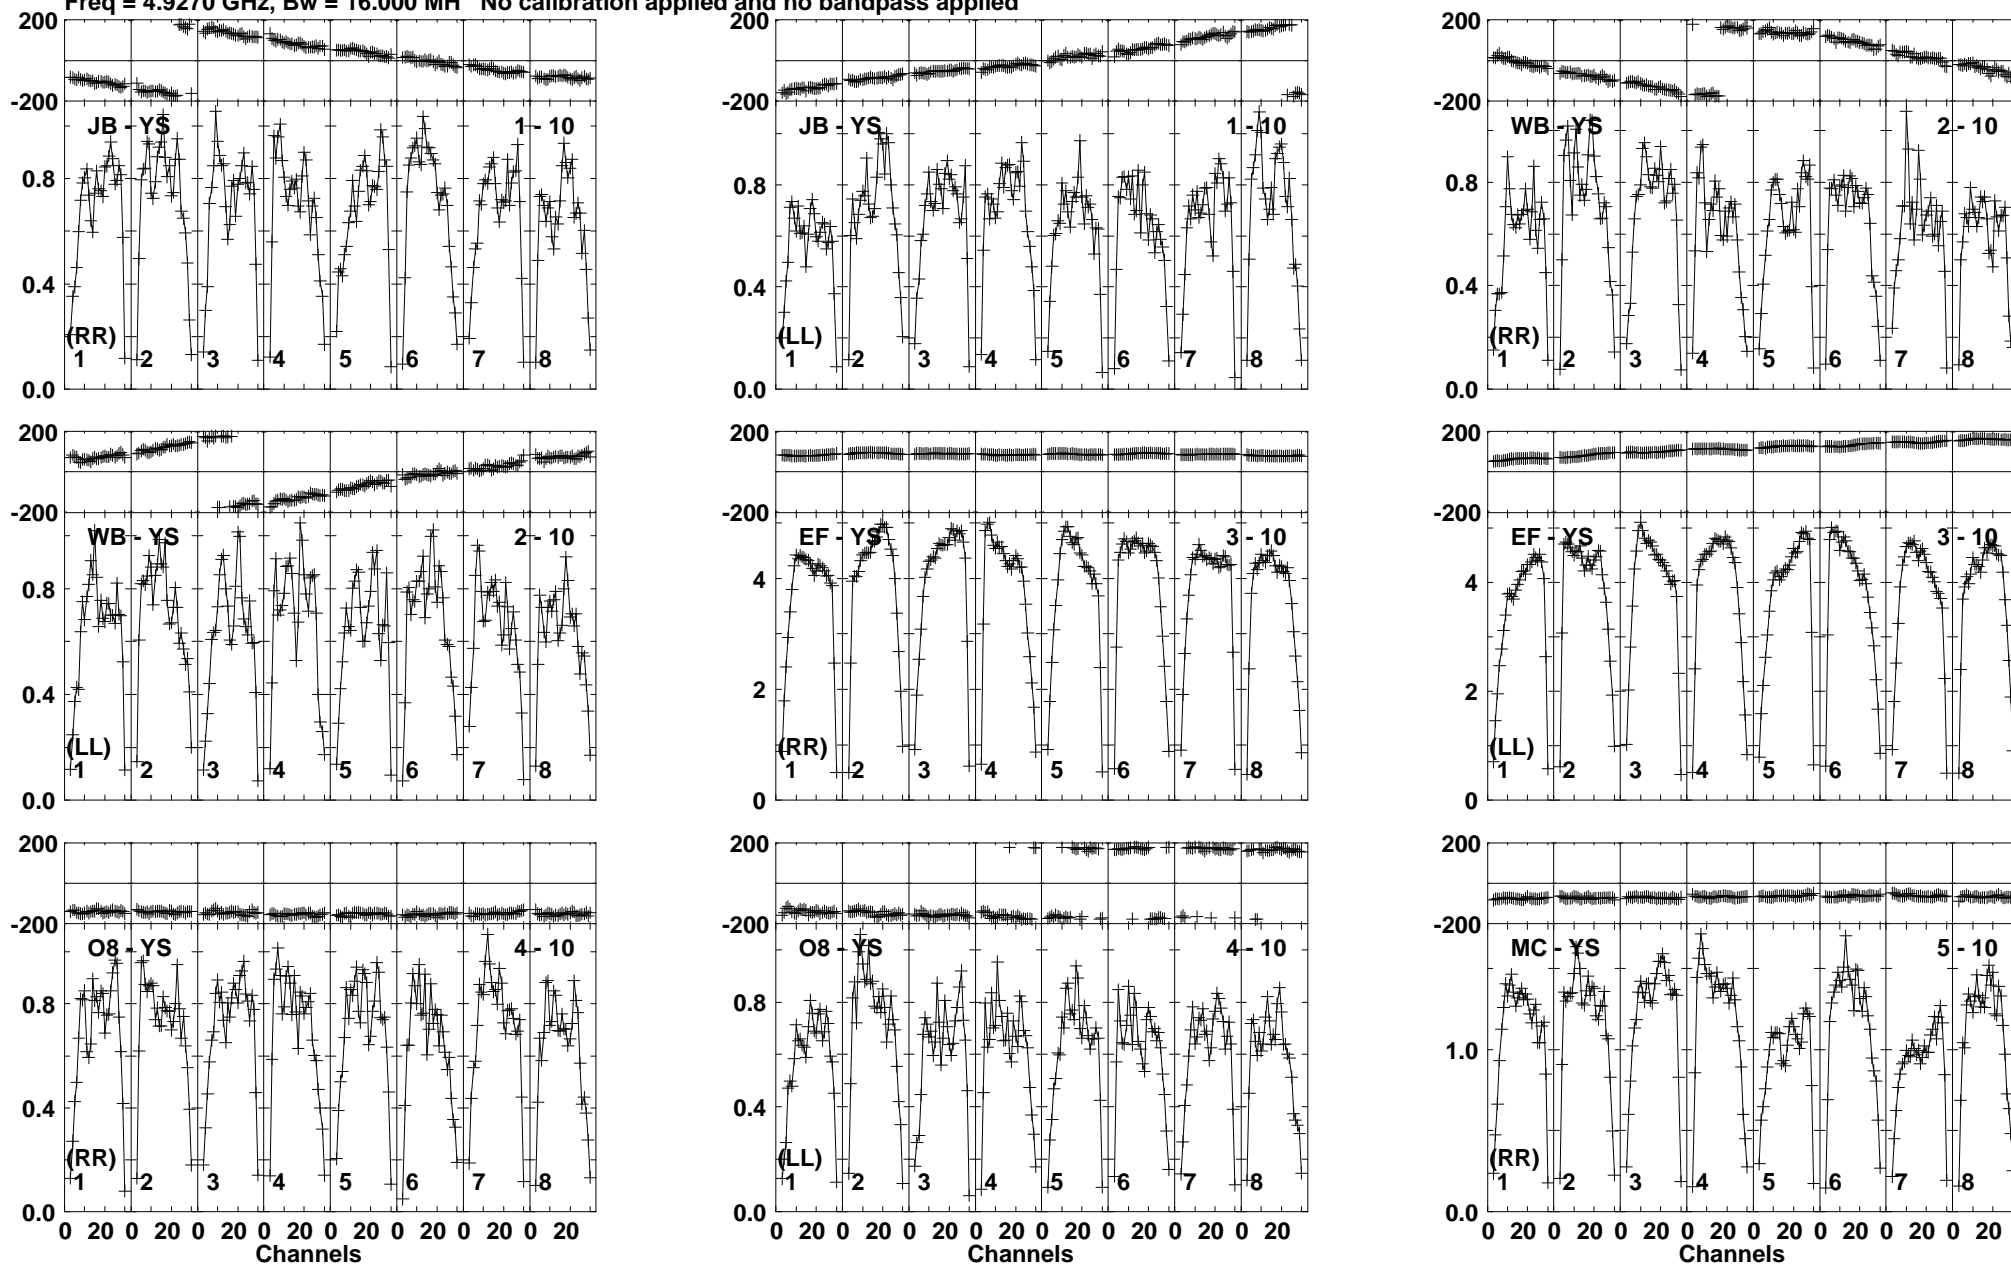 Freq = 4.9270 GHz, Bw = 16.000 MH No calibration applied and no bandpass applied
200 200 200
-200 -200 -200
JB - YS 1 - 10 JB - YS 1 - 10 WB - YS 2 - 10
0.8 0.8 0.8
0.4 0.4 0.4
(RR) (LL) (RR)
1 2 3 4 5 6 7 8 1 2 3 4 5 6 7 8 1 2 3 4 5 6 7 8
0.0 0.0 0.0
200 200 200
-200 -200 -200
WB - YS 2 - 10 EF - YS 3 - 10 EF - YS 3 - 10
0.8 4 4
0.4 2 2
(LL) (RR) (LL)
1 2 3 4 5 6 7 8 1 2 3 4 5 6 7 8 1 2 3 4 5 6 7 8
0.0 0 0
200 200 200
-200 -200 -200
O8 - YS 4 - 10 O8 - YS 4 - 10 MC - YS 5 - 10
0.8 0.8 1.0
0.4 0.4
(RR) (LL) (RR)
1 2 3 4 5 6 7 8 1 2 3 4 5 6 7 8 1 2 3 4 5 6 7 8
0.0 0.0 0.0
0 20 0 20 0 20 0 20 0 20 0 20 0 20 0 20 0 20 0 20 0 20 0 20 0 20 0 20 0 20 0 20 0 20 0 20 0 20 0 20 0 20 0 20 0 20 0 20
Channels Channels Channels